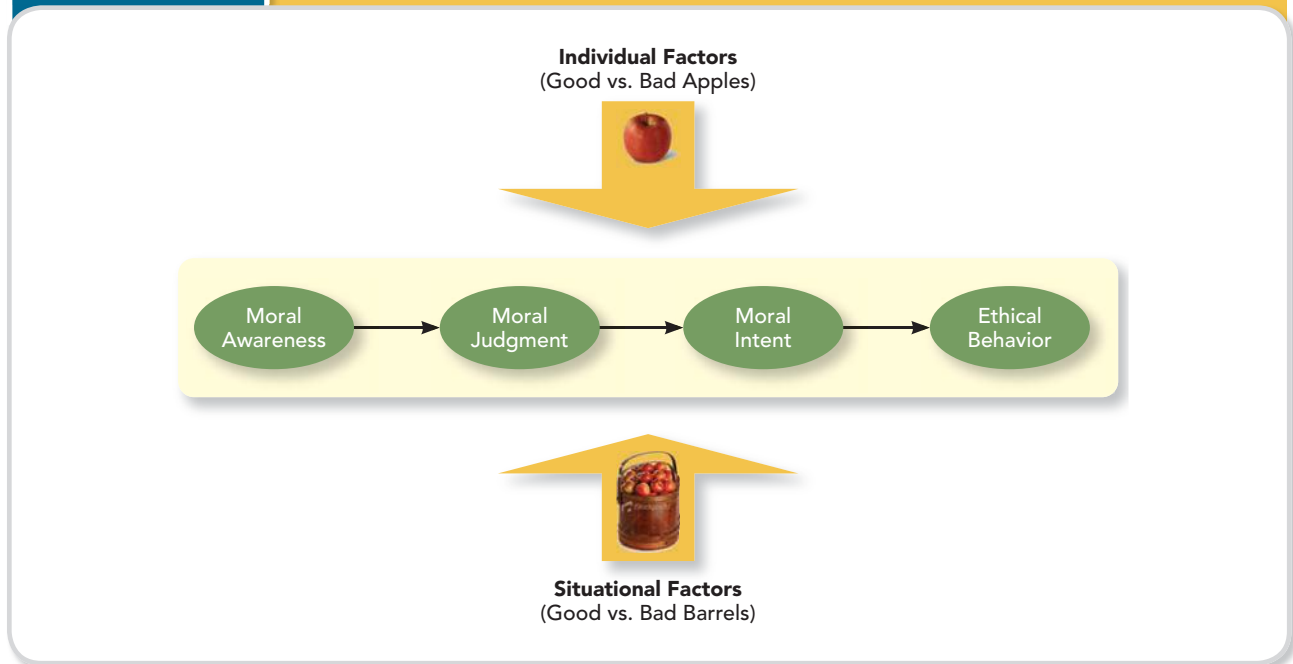 Individual Factors
(Good vs. Bad Apples)
Moral
Awareness
Moral
Judgment
Moral
Intent
Ethical
Behavior
Situational Factors
(Good vs. Bad Barrels)